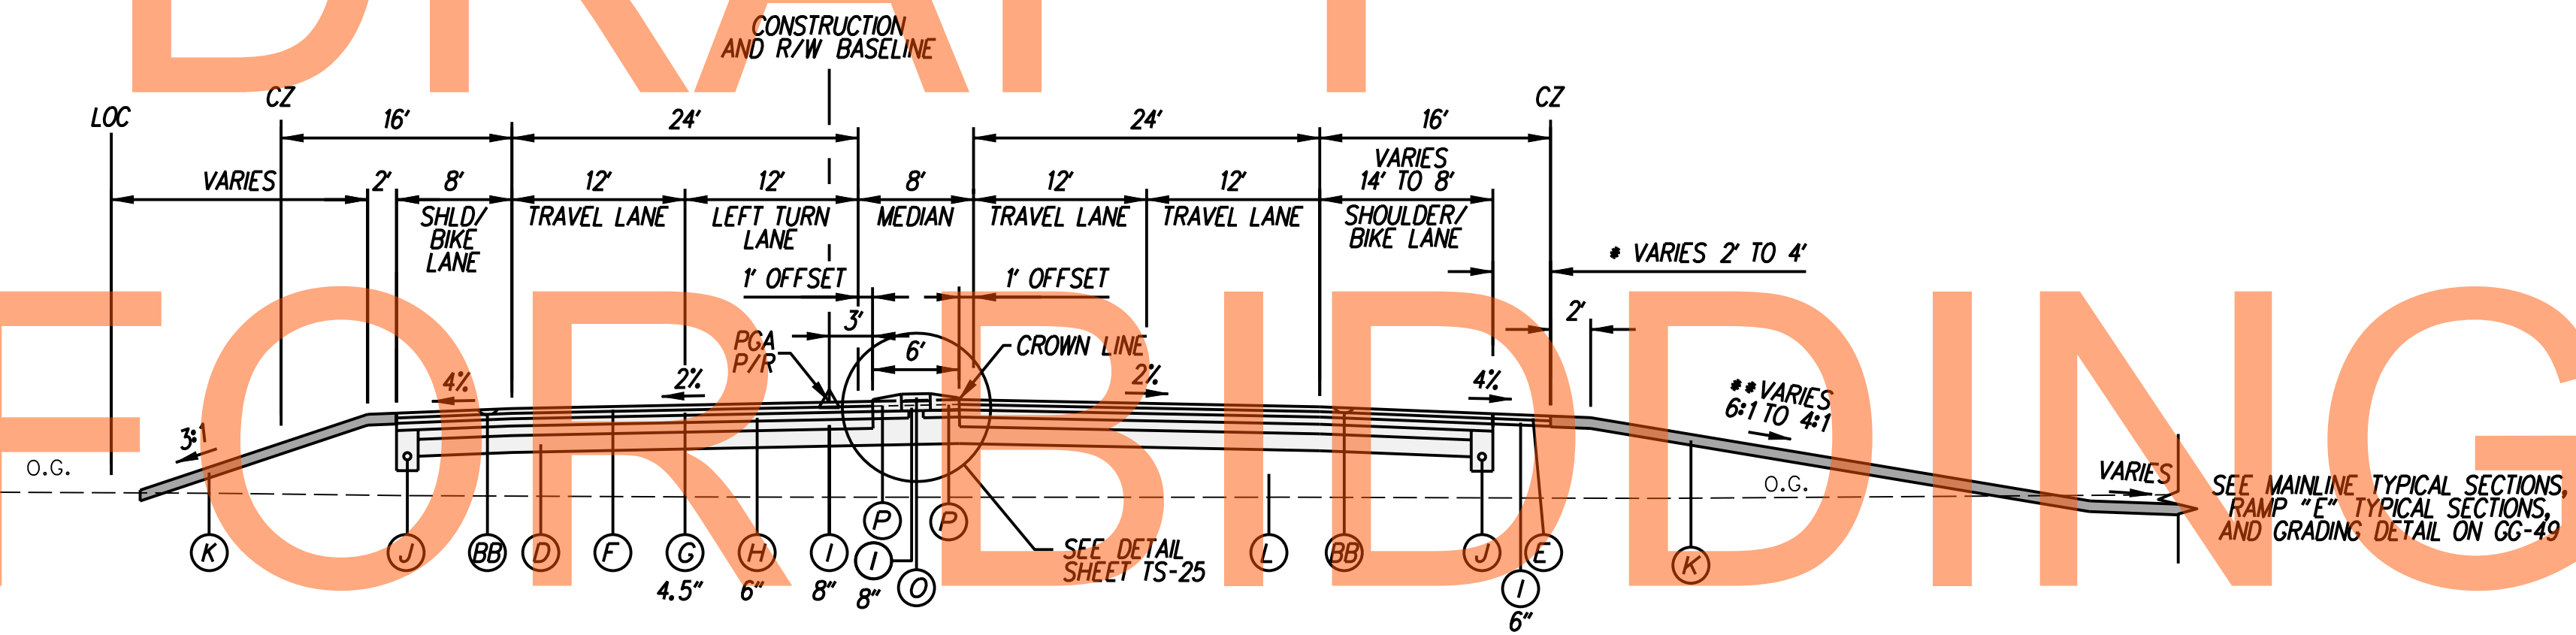 DRAFT
FOR BIDDING
CONSTRUCTION
AND R/W BASELINE
LOC
CZ
16'
24'
24'
16'
CZ
VARIES
2'
8'
12'
12'
8'
12'
12'
VARIES
14' TO 8'
SHLD/
BIKE
LANE
TRAVEL LANE
LEFT TURN
LANE
MEDIAN
TRAVEL LANE
TRAVEL LANE
SHOULDER/
BIKE LANE
* VARIES 2' TO 4'
1' OFFSET
1' OFFSET
2'
3'
6'
PGA
P/R
CROWN LINE
4%
2%
2%
4%
**VARIES
6:1 TO 4:1
3:1
O.G.
O.G.
VARIES
SEE MAINLINE TYPICAL SECTIONS,
RAMP "E" TYPICAL SECTIONS,
AND GRADING DETAIL ON GG-49
SEE DETAIL
SHEET TS-25
K
J
BB
D
F
G
4.5"
H
6"
I
8"
P
I
8"
O
P
L
BB
J
E
I
6"
K